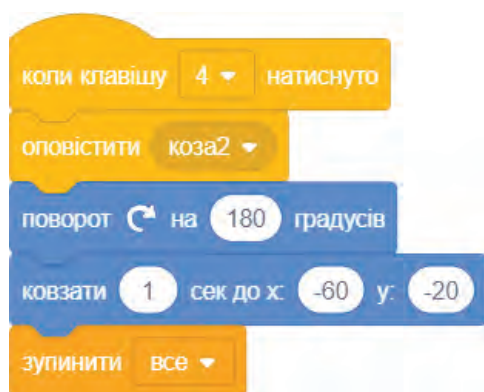 коли клавішу 4 натиснуто
оповістити коза2
поворот на 180 градусів
ковзати 1 сек до x: -60 y: -20
зупинити все